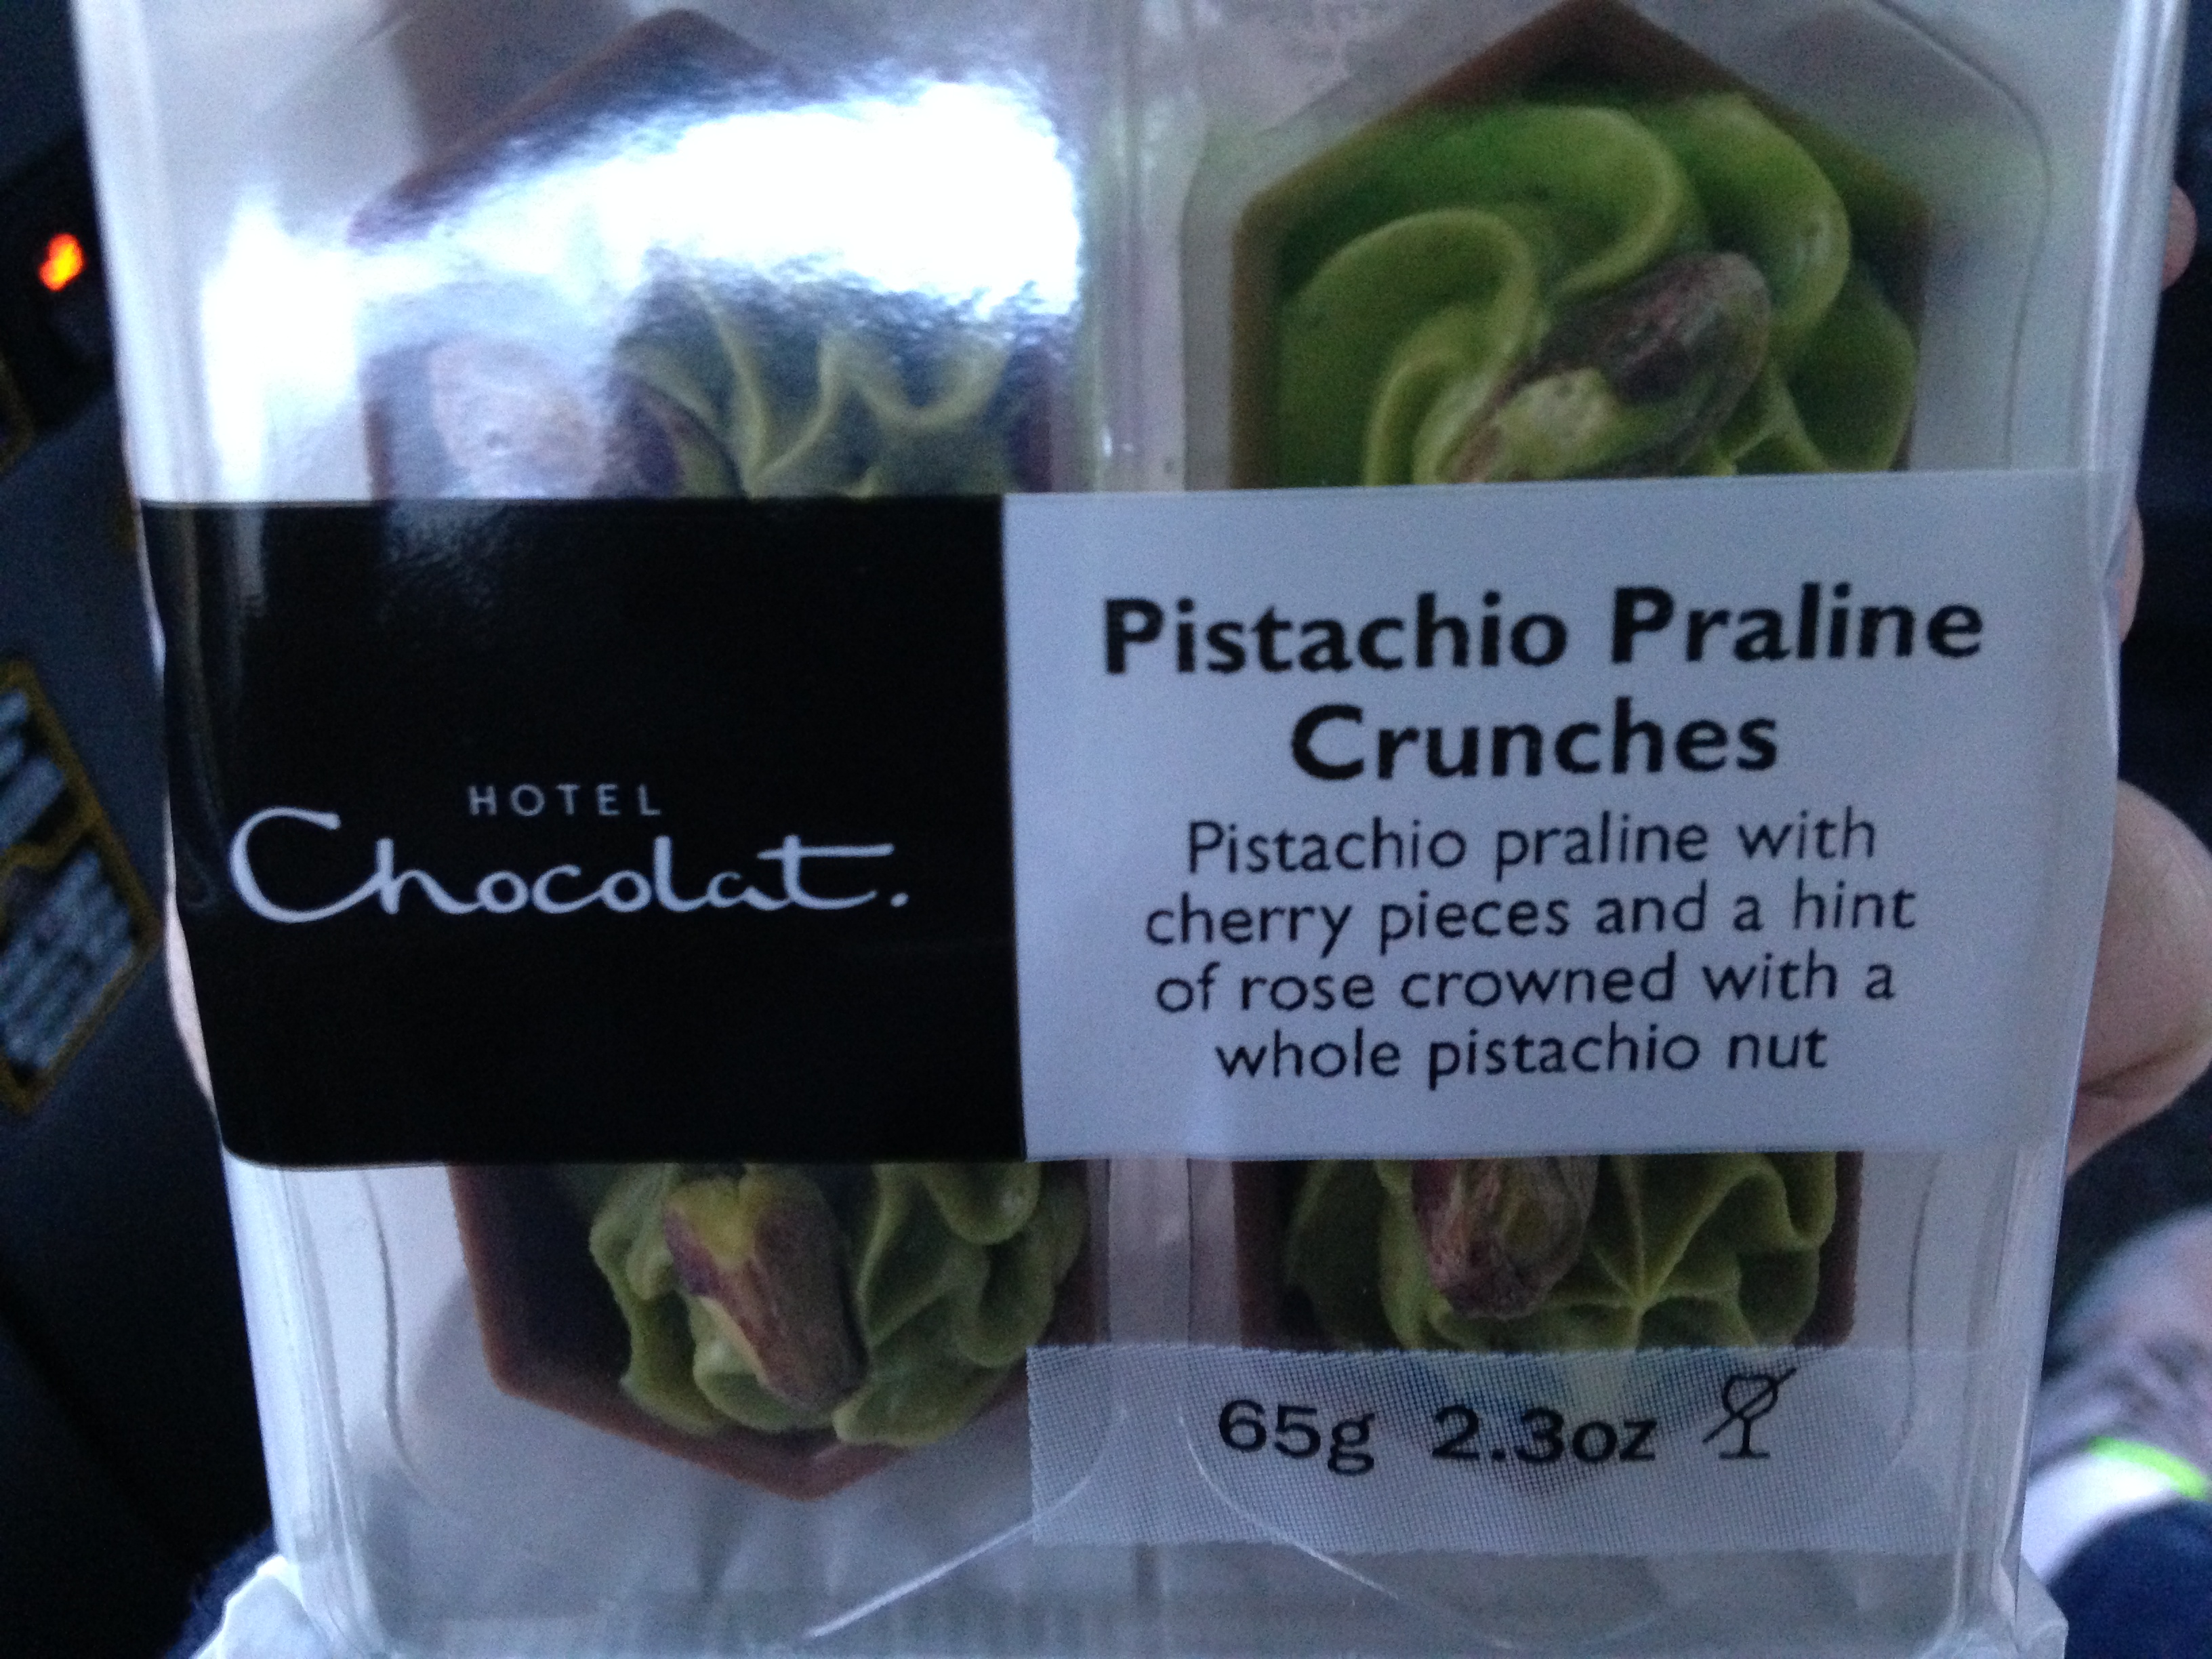 HOTEL
Chocolat.
Pistachio Praline
Crunches
Pistachio praline with
cherry pieces and a hint
of rose crowned with a
whole pistachio nut
65g 2.3oz